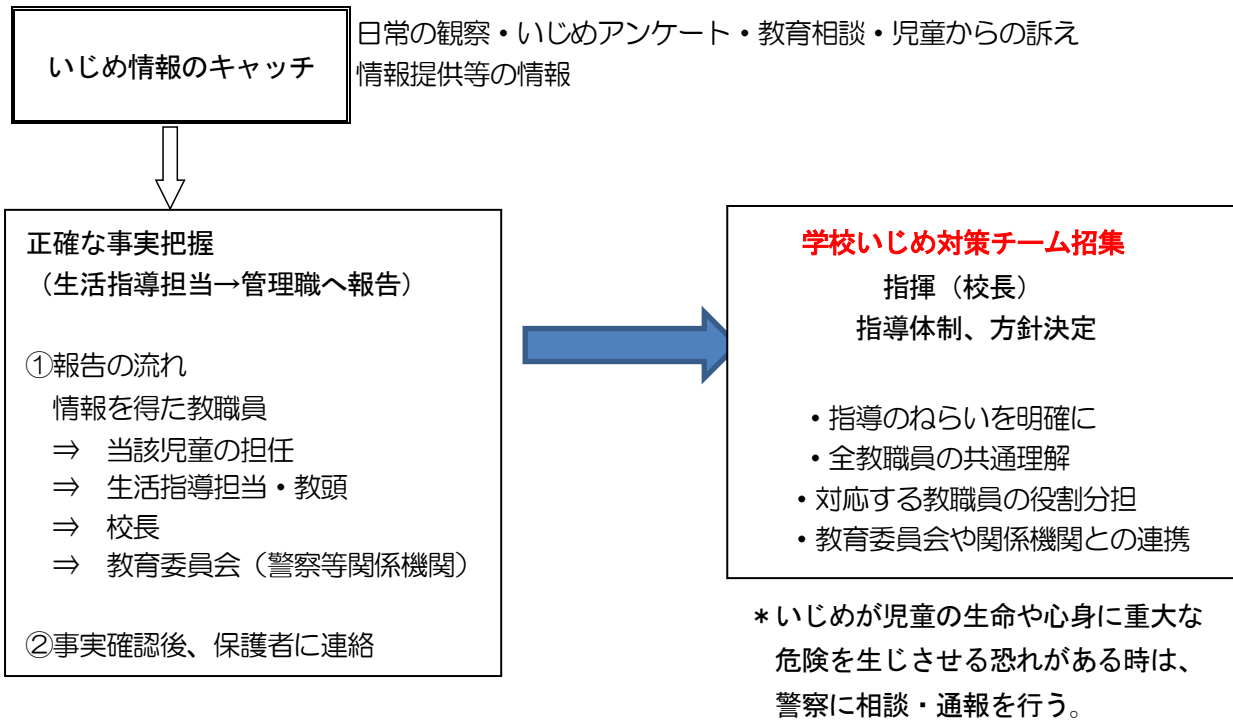 いじめ情報のキャッチ
日常の観察・いじめアンケート・教育相談・児童からの訴え
情報提供等の情報
正確な事実把握
（生活指導担当→管理職へ報告）
①報告の流れ
情報を得た教職員
⇒ 当該児童の担任
⇒ 生活指導担当・教頭
⇒ 校長
⇒ 教育委員会（警察等関係機関）
②事実確認後、保護者に連絡
学校いじめ対策チーム招集
指揮（校長）
指導体制、方針決定
・指導のねらいを明確に
・全教職員の共通理解
・対応する教職員の役割分担
・教育委員会や関係機関との連携
＊いじめが児童の生命や心身に重大な
危険を生じさせる恐れがある時は、
警察に相談・通報を行う。